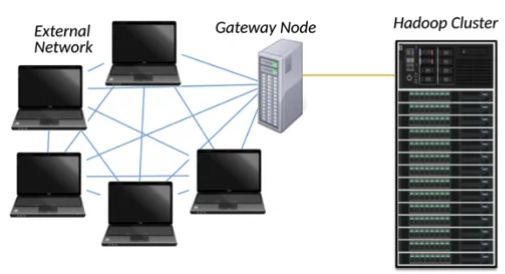 External
Network
Gateway Node
Hadoop Cluster